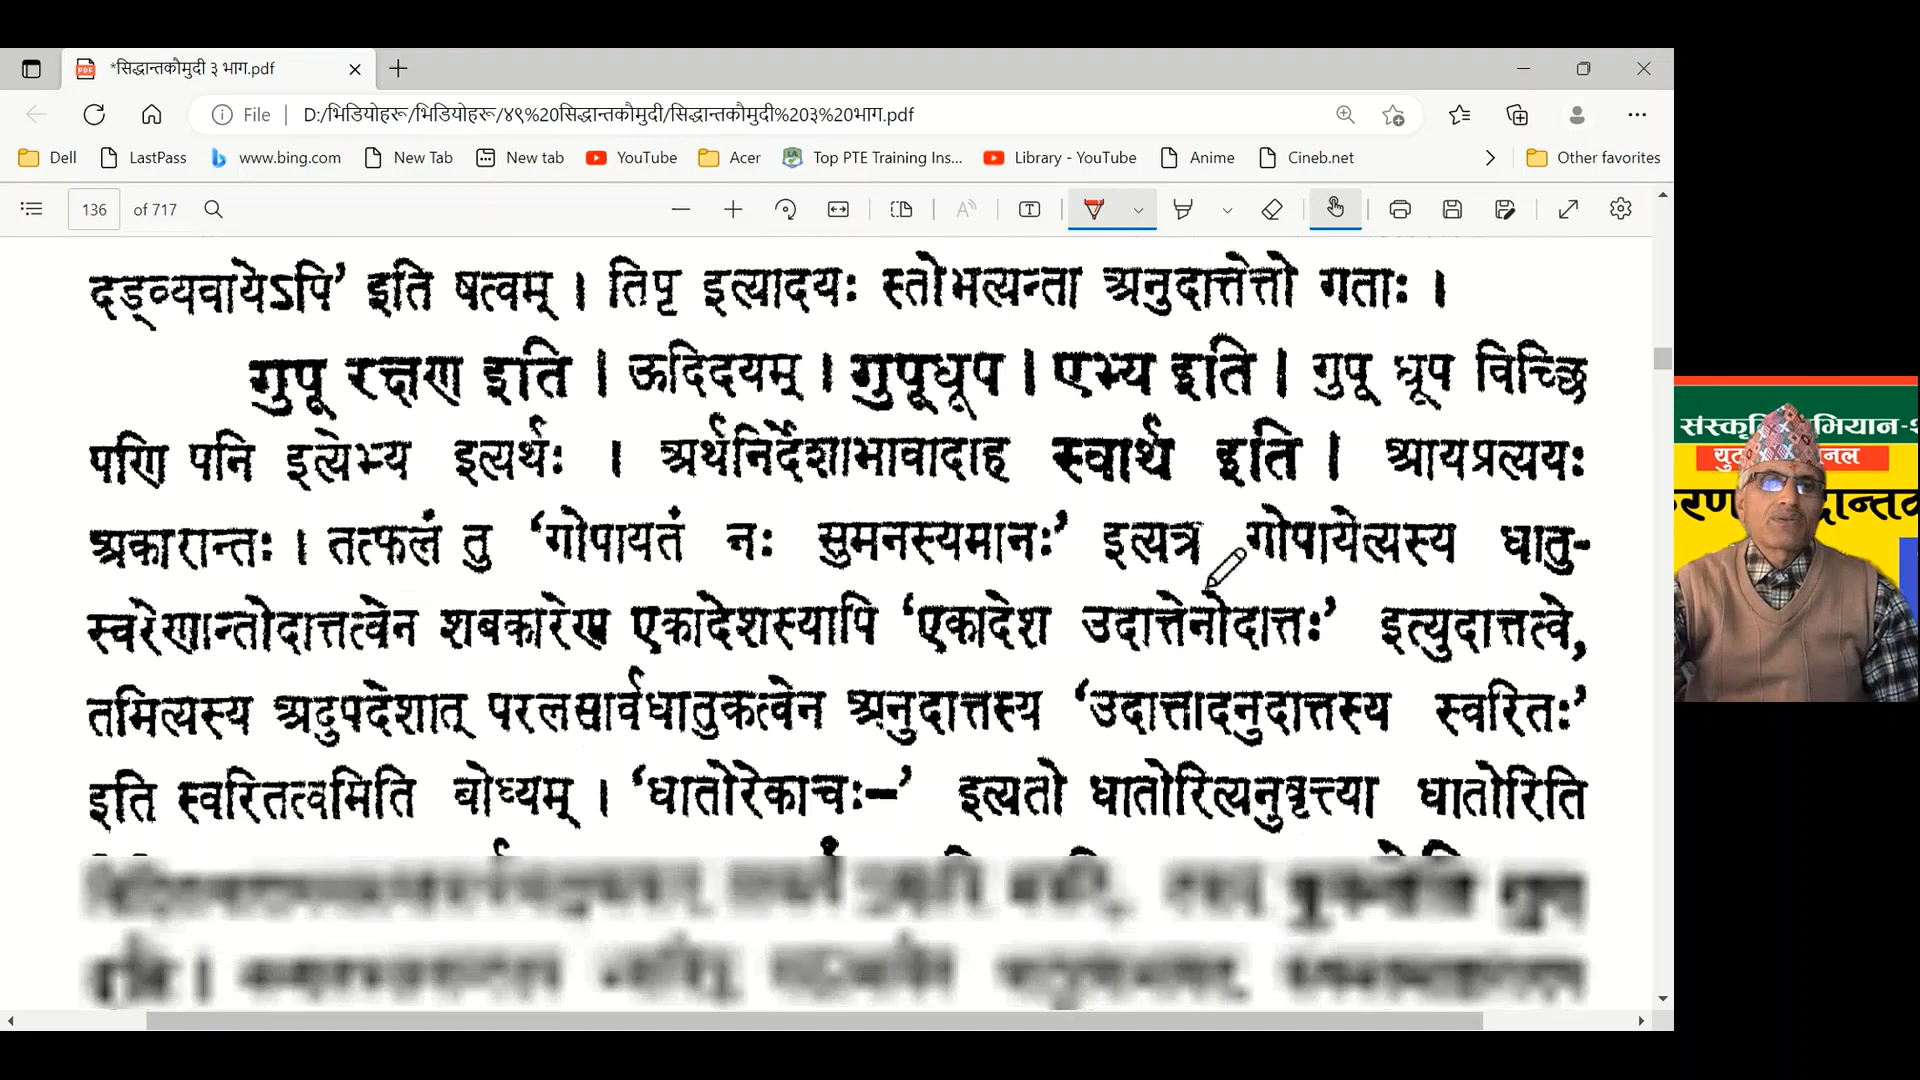 *सिद्धान्तकौमुदी ३ भाग.pdf
File D:/भिडियोहरू/भिडियोहरू/४९%20सिद्धान्तकौमुदी/सिद्धान्तकौमुदी%20३%20भाग.pdf
Dell LastPass www.bing.com New Tab New tab YouTube Acer Top PTE Training Ins... Library - YouTube Anime Cineb.net Other favorites
136 of 717
दड्व्यवायेऽपि’ इति षत्वम् । तिपृ इत्यादयः स्तोभत्यन्ता अनुदात्तेत्तो गताः ।
गुपू रक्षण इति । ऊदिदयम् । गुपूधूप । एभ्य इति । गुपू धूप विच्छि
पणि पनि इत्येभ्य इत्यर्थः । अर्थनिर्देशाभावादाह स्वार्थ इति । आयप्रत्ययः
अकारान्तः । तत्फलं तु ‘गोपायतं नः सुमनस्यमानः’ इत्यत्र गोपायेत्यस्य धातु-
स्वरेणान्तोदात्तत्वेन शबकारेण एकादेशस्यापि ‘एकादेश उदात्तेनोदात्तः’ इत्युदात्तत्वे,
तमित्यस्य अदुपदेशात् परलसार्वधातुकत्वेन अनुदात्तस्य ‘उदात्तादनुदात्तस्य स्वरितः’
इति स्वरितत्वमिति बोध्यम् । ‘धातोरेकाचः—’ इत्यतो धातोरित्यनुवृत्त्या धातोरिति